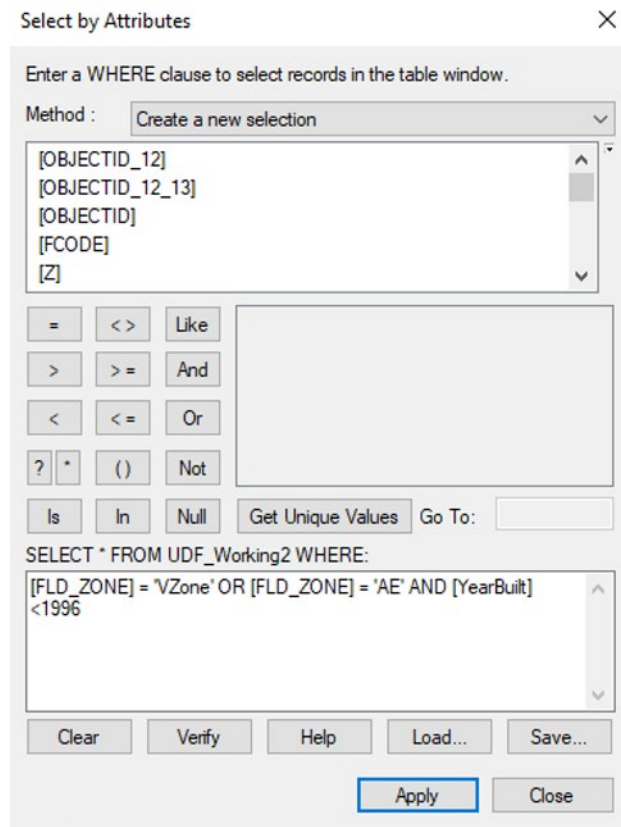 Select by Attributes
Enter a WHERE clause to select records in the table window.
Method : Create a new selection
[OBJECTID_12]
[OBJECTID_12_13]
[OBJECTID]
[FCODE]
[Z]
= < > Like
> > = And
< < = Or
? * () Not
Is In Null Get Unique Values Go To:
SELECT * FROM UDF_Working2 WHERE:
[FLD_ZONE] = 'VZone' OR [FLD_ZONE] = 'AE' AND [YearBuilt]
<1996
Clear Verify Help Load... Save...
Apply Close